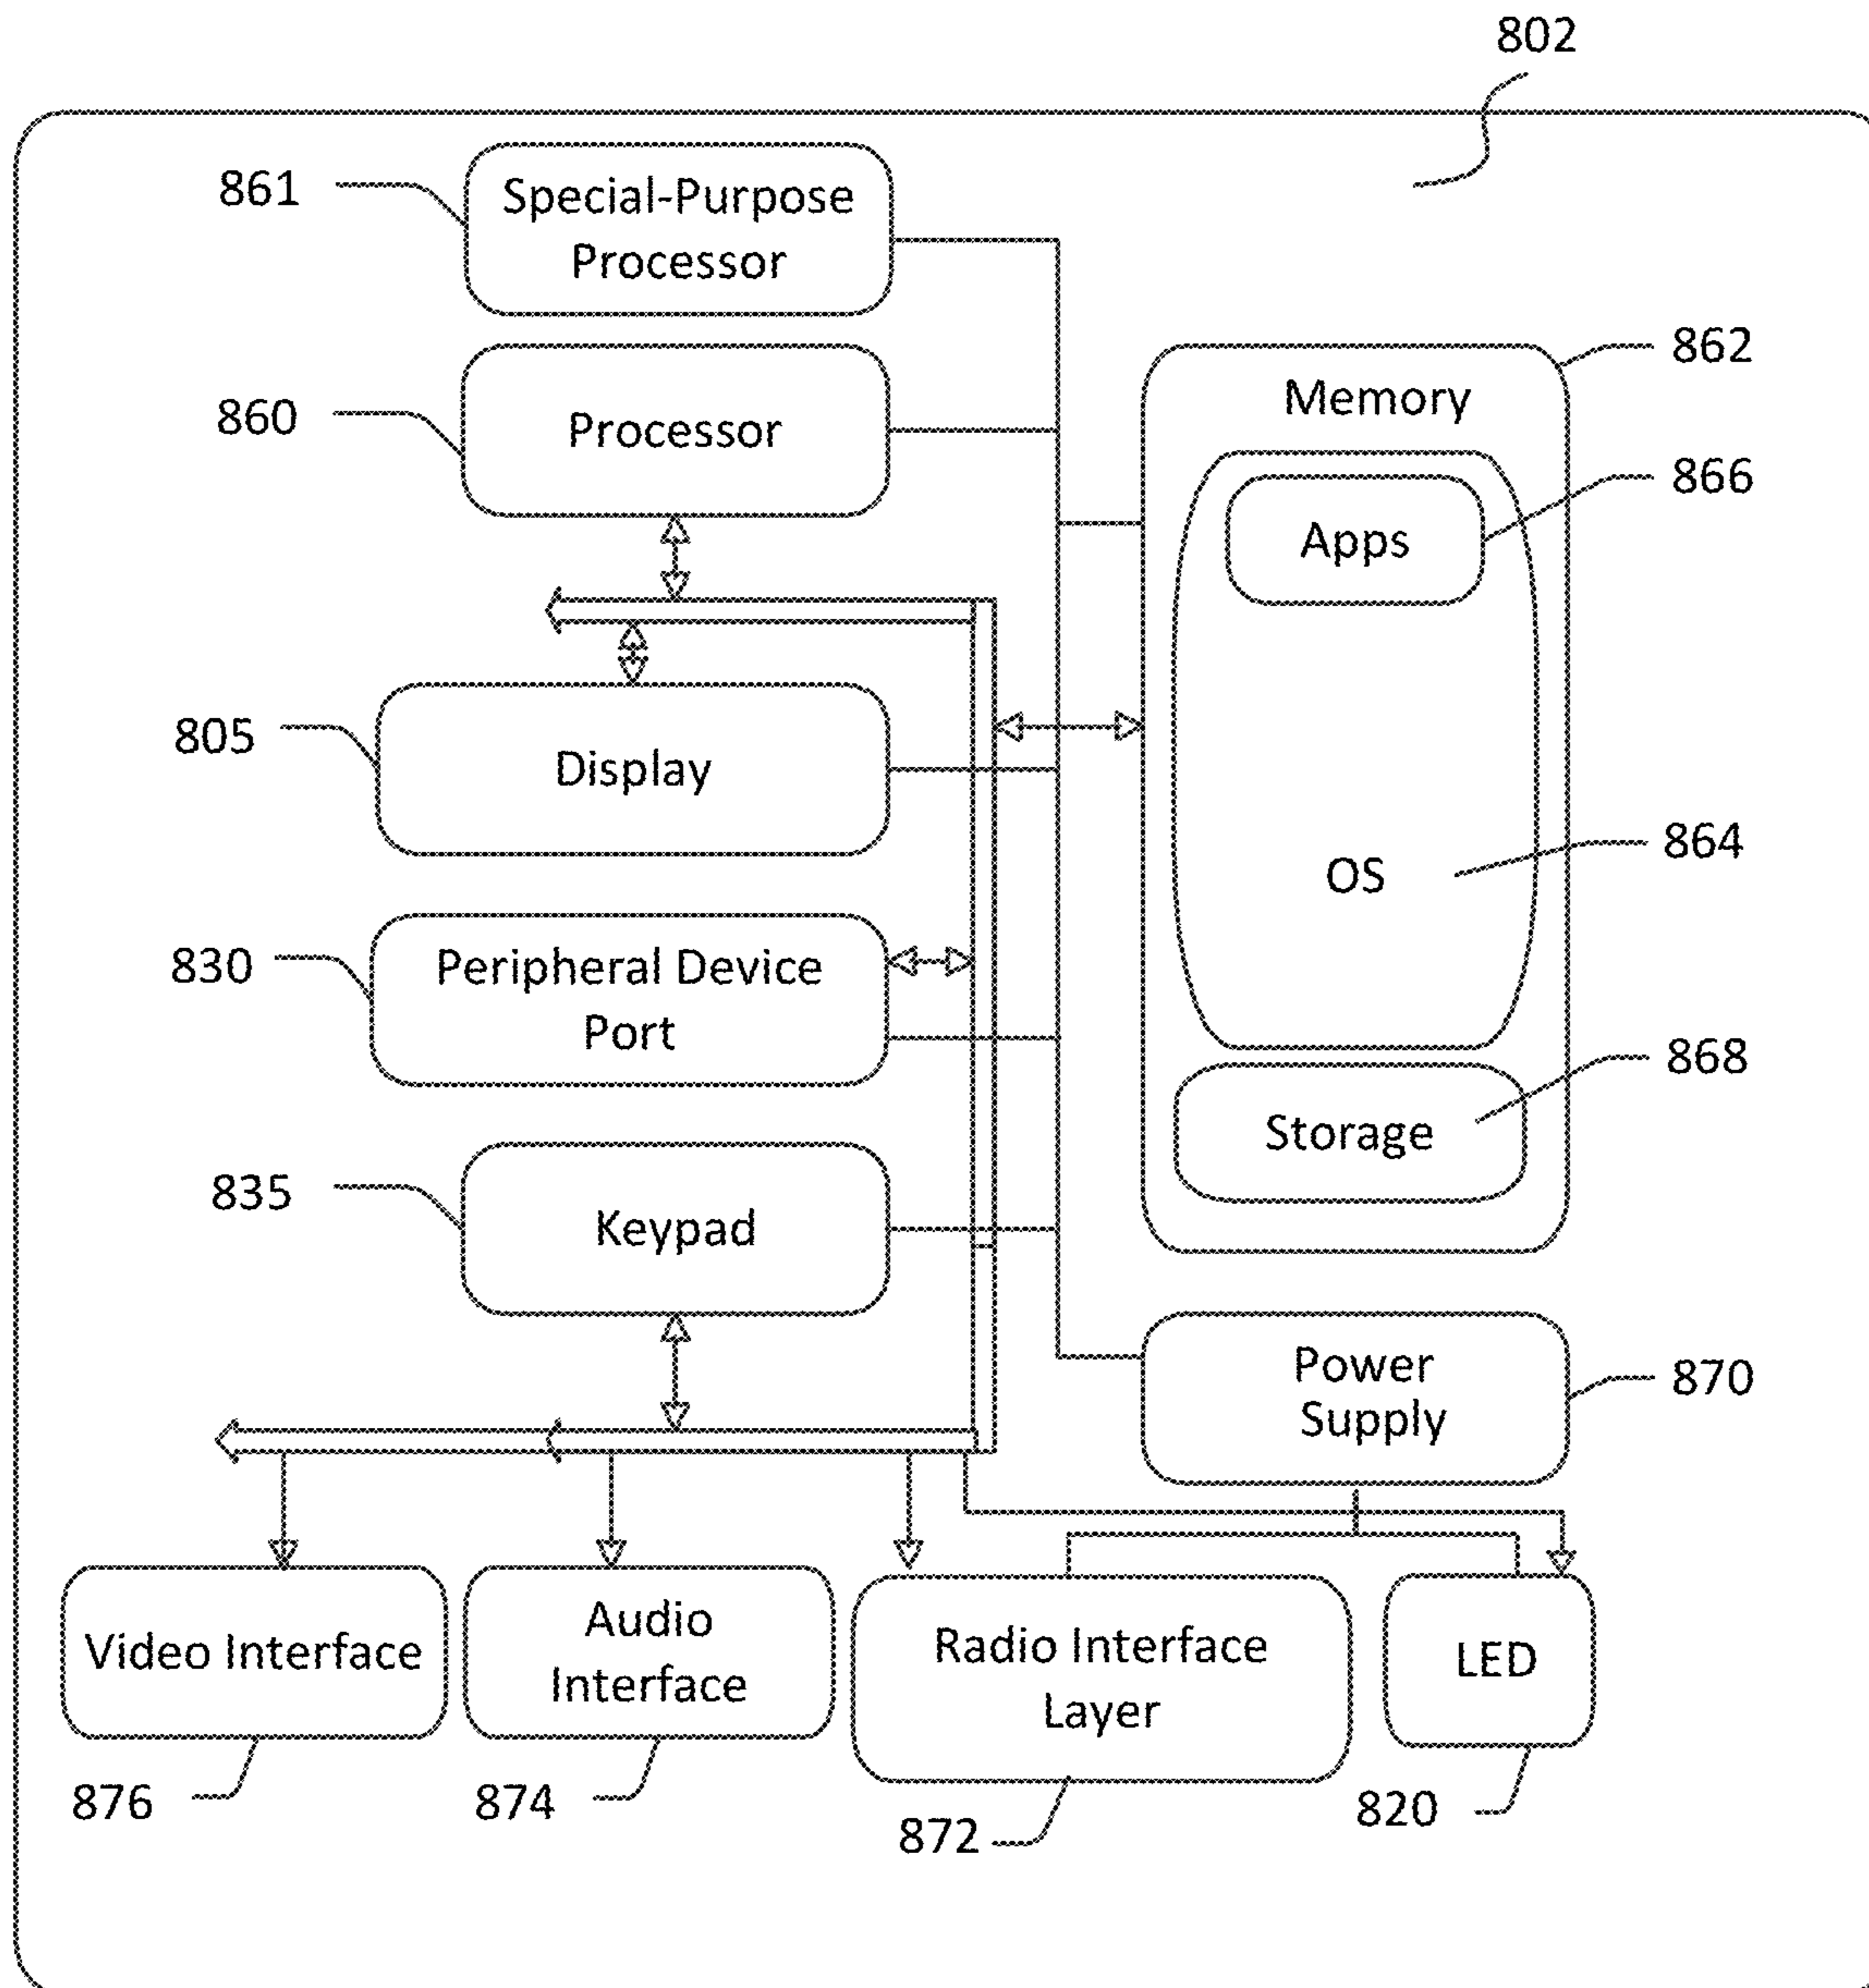 802
861
Special-Purpose
Processor
862
Memory
860
Processor
866
Apps
805
Display
864
OS
830
Peripheral Device
Port
868
Storage
835
Keypad
Power
Supply
870
Video Interface
Audio
Interface
Radio Interface
Layer
LED
876
874
872
820